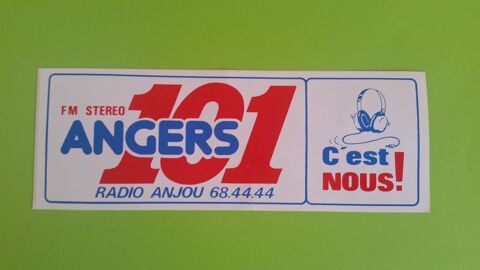 FM STEREO
101
ANGERS
RADIO ANJOU 68.44.44
C'est
NOUS!